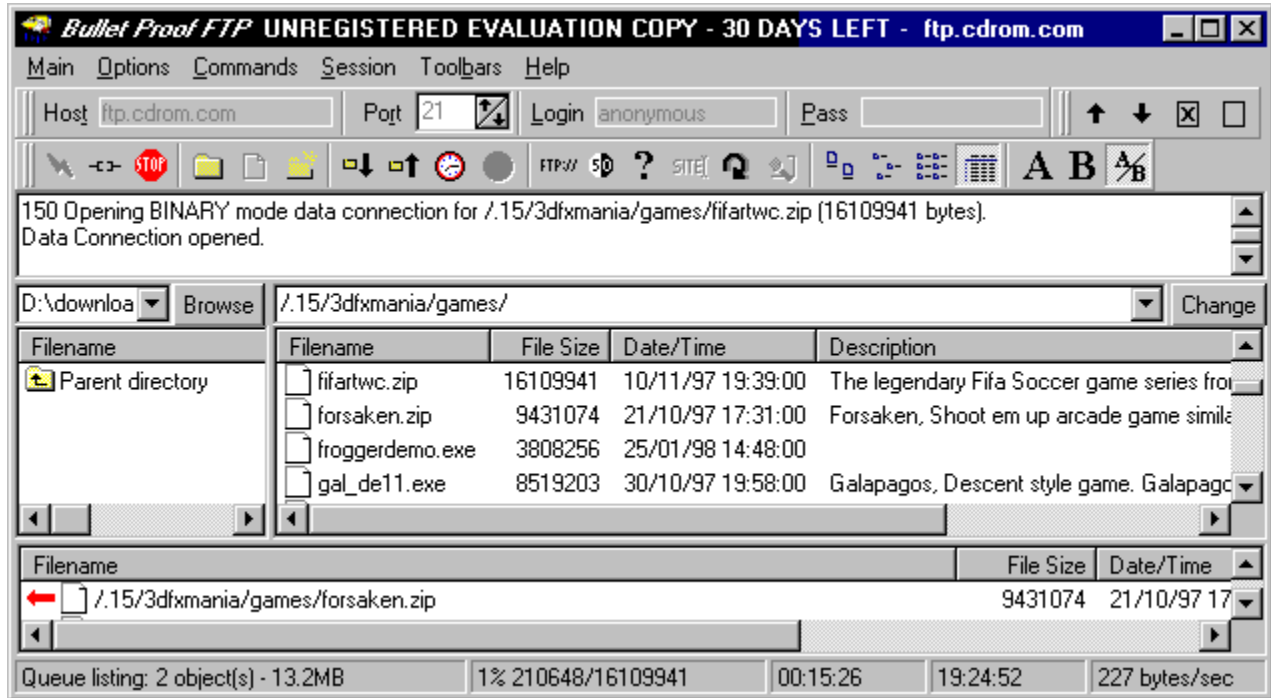 Bullet Proof FTP UNREGISTERED EVALUATION COPY - 30 DAYS LEFT - ftp.cdrom.com
Main Options Commands Session Toolbars Help
Host ftp.cdrom.com Port 21 Login anonymous Pass
STOP FTP:// 50 ? SITE A B A/B
150 Opening BINARY mode data connection for /.15/3dfxmania/games/fifartwc.zip (16109941 bytes).
Data Connection opened.
D:\downloa Browse /.15/3dfxmania/games/ Change
Filename Filename File Size Date/Time Description
Parent directory fifartwc.zip 16109941 10/11/97 19:39:00 The legendary Fifa Soccer game series
forsaken.zip 9431074 21/10/97 17:31:00 Forsaken, Shoot em up arcade game simila
froggerdemo.exe 3808256 25/01/98 14:48:00
gal_de11.exe 8519203 30/10/97 19:58:00 Galapagos, Descent style game. Galapago
Filename File Size Date/Time
/.15/3dfxmania/games/forsaken.zip 9431074 21/10/97 17
Queue listing: 2 object(s) - 13.2MB 1% 210648/16109941 00:15:26 19:24:52 227 bytes/sec